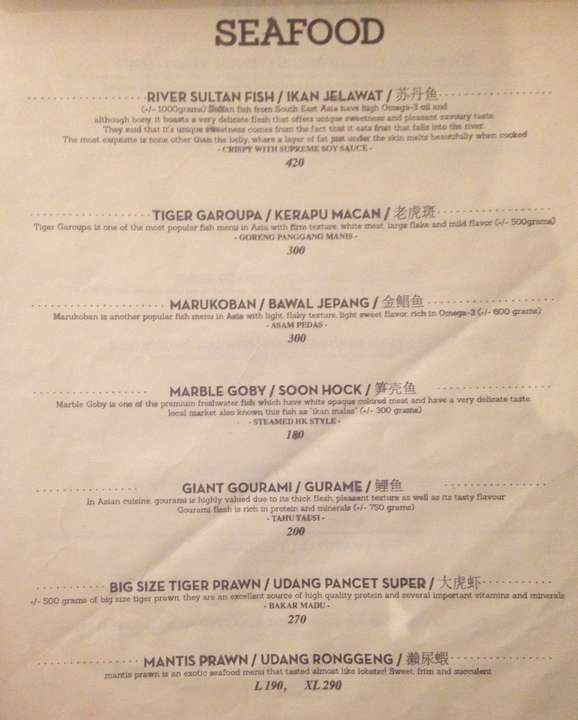 SEAFOOD
RIVER SULTAN FISH / IKAN JELAWAT / 苏丹鱼
(+/- 1000grams) Sultan fish from South East Asia have high Omega-3 oil and
although bony, it boasts a very delicate flesh that offers unique sweetness and pleasant savoury taste.
They said that it's unique sweetness comes from the fact that it eats fruit that falls into the river.
The most exquisite is none other than the belly, where a layer of fat just under the skin melts beautifully when cooked
- CRISPY WITH SUPREME SOY SAUCE -
420
TIGER GAROUPA / KERAPU MACAN / 老虎斑
Tiger Garoupa is one of the most popular fish menu in Asia with firm texture, white meat, large flake and mild flavor (+/- 500grams)
- GORENG PANGGANG MANIS -
300
MARUKOBAN / BAWAL JEPANG / 金鲳鱼
Marukoban is another popular fish menu in Asia with light, flaky texture, light sweet flavor, rich in Omega-3 (+/- 600 grams)
- ASAM PEDAS -
300
MARBLE GOBY / SOON HOCK / 笋壳鱼
Marble Goby is one of the premium freshwater fish which have white opaque colored meat and have a very delicate taste.
local market also known this fish as "ikan malas" (+/- 300 grams)
- STEAMED HK STYLE -
180
GIANT GOURAMI / GURAME / 鲤鱼
In Asian cuisine, gourami is highly valued due to its thick flesh, pleasant texture as well as its tasty flavour
Gourami flesh is rich in protein and minerals (+/- 750 grams)
- TAHU TAUSI -
200
BIG SIZE TIGER PRAWN / UDANG PANCET SUPER / 大虎虾
+/- 500 grams of big size tiger prawn, they are an excellent source of high quality protein and several important vitamins and minerals
- BAKAR MADU -
270
MANTIS PRAWN / UDANG RONGGENG / 瀨尿蝦
mantis prawn is an exotic seafood menu that tasted almost like lobster! Sweet, frim and succulent
L 190, XL 290